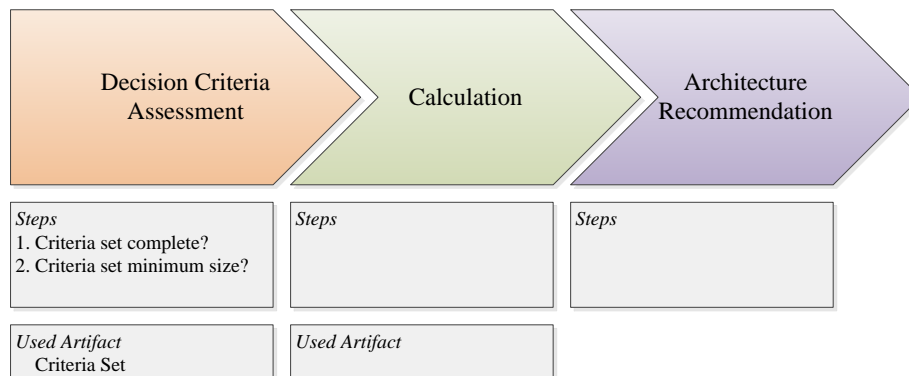 Decision Criteria
Assessment
Calculation
Architecture
Recommendation
Steps
1. Criteria set complete?
2. Criteria set minimum size?
Steps
Steps
Used Artifact
Criteria Set
Used Artifact